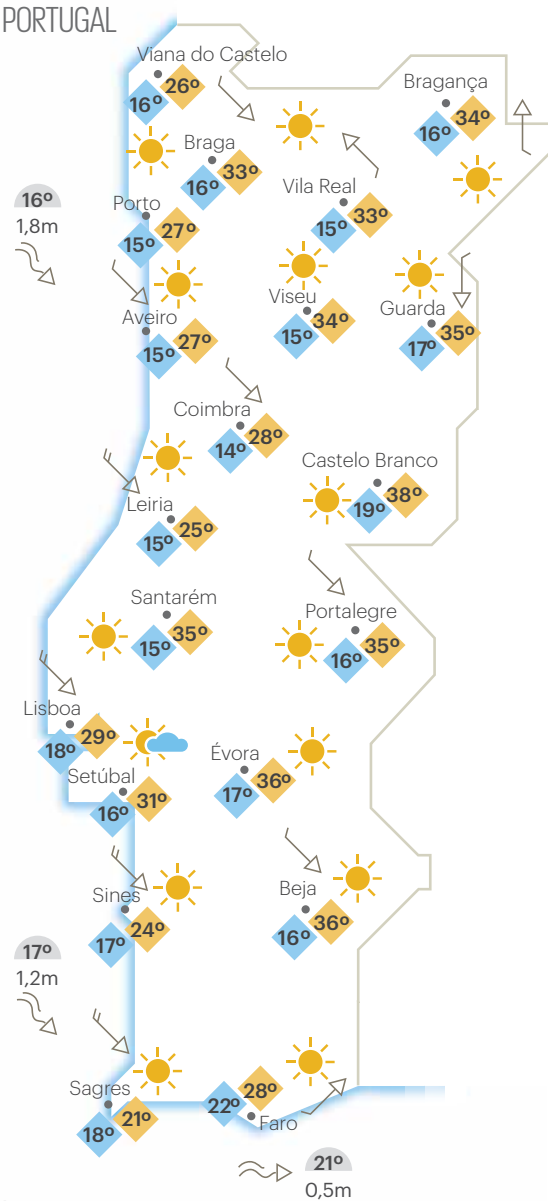 PORTUGAL
Viana do Castelo
16º 26º
Bragança
16º 34º
Braga
16º 33º
Vila Real
15º 33º
16º
1,8m
Porto
15º 27º
Viseu
15º 34º
Guarda
17º 35º
Aveiro
15º 27º
Coimbra
14º 28º
Castelo Branco
19º 38º
Leiria
15º 25º
Santarém
15º 35º
Portalegre
16º 35º
Lisboa
18º 29º
Évora
17º 36º
Setúbal
16º 31º
Sines
17º 24º
Beja
16º 36º
17º
1,2m
Sagres
18º 21º
22º 28º
Faro
21º
0,5m